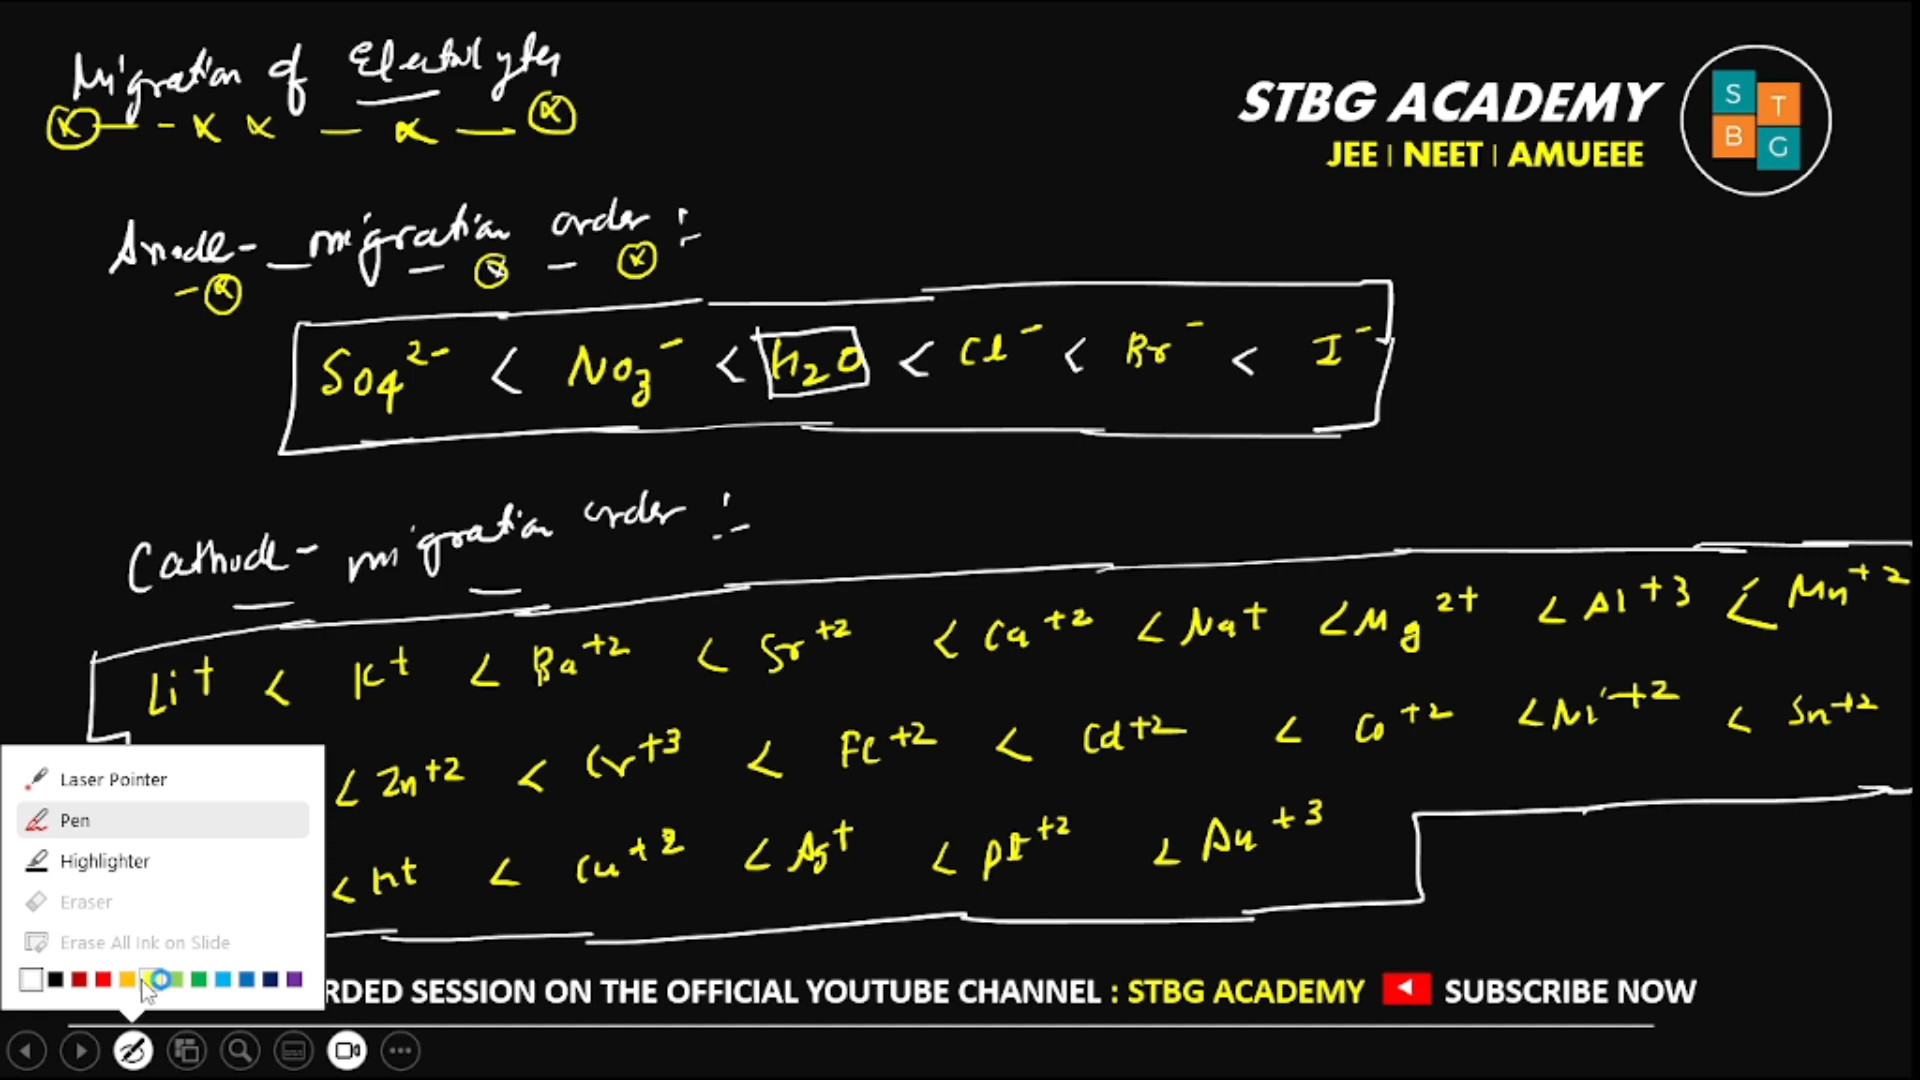 Migration of Electrolytes
STBG ACADEMY
JEE | NEET | AMUEEE
S T B G
Anode - migration order :-
SO4 2- < NO3 - < H2O < Cl - < Br - < I -
Cathode - migration order :-
Li+ < K+ < Ba+2 < Sr+2 < Ca+2 < Na+ < Mg2+ < Al+3 < Mn+2
< Zn+2 < Cr+3 < Fe+2 < Cd+2 < Co+2 < Ni+2 < Sn+2
< H+ < Cu+2 < Ag+ < Pt+2 < Au+3
Laser Pointer
Pen
Highlighter
Eraser
Erase All Ink on Slide
RDED SESSION ON THE OFFICIAL YOUTUBE CHANNEL : STBG ACADEMY SUBSCRIBE NOW